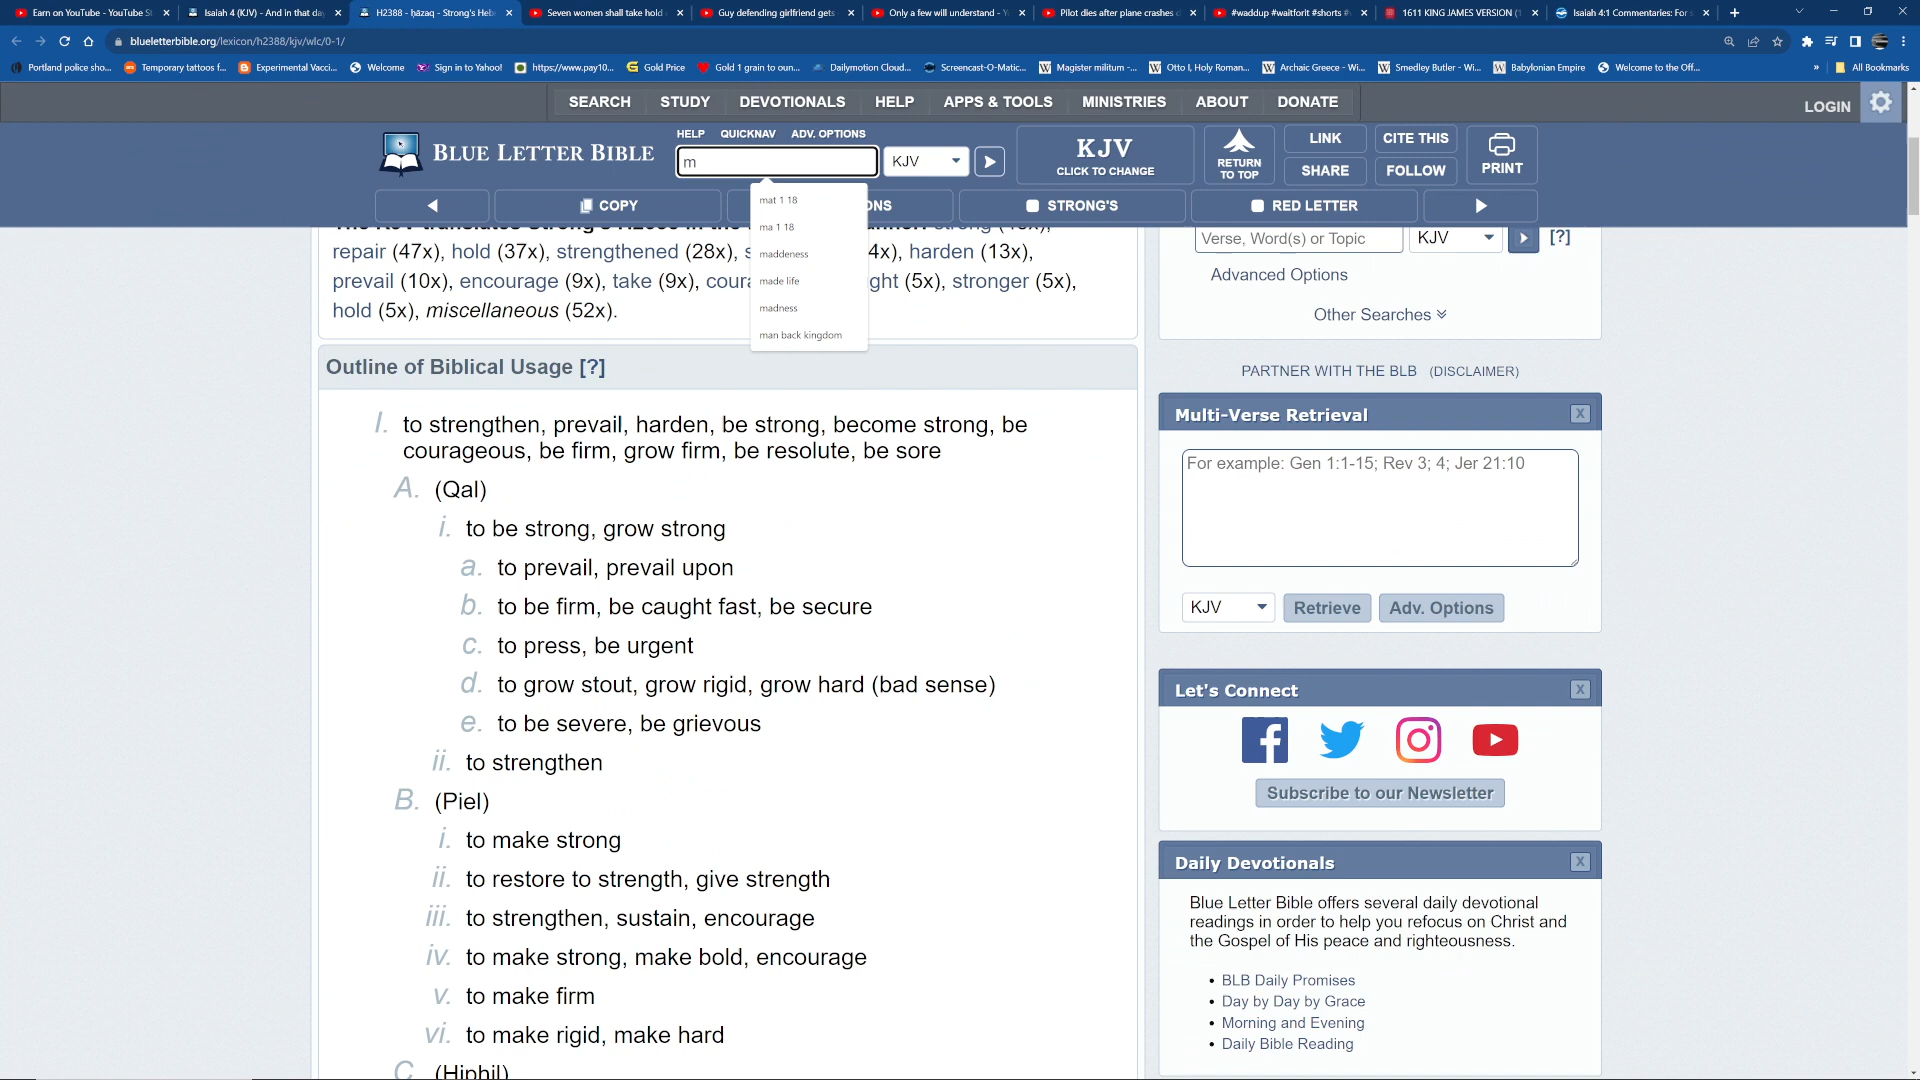 Earn on YouTube - YouTube S
Isaiah 4 (KJV) - And in that da
H2388 - ḥāzaq - Strong's Heb
Seven women shall take hold
Guy defending girlfriend gets
Only a few will understand - Y
Pilot dies after plane crashes
#waddup #waitforit #shorts
1611 KING JAMES VERSION (
Isaiah 4:1 Commentaries: For
blueletterbible.org/lexicon/h2388/kjv/wlc/0-1/
Portland police sho...
Temporary tattoos f...
Experimental Vacci...
Welcome
Sign in to Yahoo!
https://www.pay10...
Gold Price
Gold 1 grain to oun...
Dailymotion Cloud...
Screencast-O-Matic...
Magister militum -...
Otto I, Holy Roman...
Archaic Greece - Wi...
Smedley Butler - Wi...
Babylonian Empire
Welcome to the Off...
»
All Bookmarks
SEARCH STUDY DEVOTIONALS HELP APPS & TOOLS MINISTRIES ABOUT DONATE
LOGIN
BLUE LETTER BIBLE
HELP QUICKNAV ADV. OPTIONS
m
KJV
KJV
CLICK TO CHANGE
RETURN
TO TOP
LINK
CITE THIS
SHARE
FOLLOW
PRINT
COPY
ONS
STRONG'S
RED LETTER
mat 1 18
ma 1 18
maddeness
made life
madness
man back kingdom
repair (47x), hold (37x), strengthened (28x), s 4x), harden (13x),
prevail (10x), encourage (9x), take (9x), coura ght (5x), stronger (5x),
hold (5x), miscellaneous (52x).
Outline of Biblical Usage [?]
I. to strengthen, prevail, harden, be strong, become strong, be
courageous, be firm, grow firm, be resolute, be sore
A. (Qal)
i. to be strong, grow strong
a. to prevail, prevail upon
b. to be firm, be caught fast, be secure
c. to press, be urgent
d. to grow stout, grow rigid, grow hard (bad sense)
e. to be severe, be grievous
ii. to strengthen
B. (Piel)
i. to make strong
ii. to restore to strength, give strength
iii. to strengthen, sustain, encourage
iv. to make strong, make bold, encourage
v. to make firm
vi. to make rigid, make hard
C. (Hiphil)
Verse, Word(s) or Topic
KJV
[?]
Advanced Options
Other Searches
PARTNER WITH THE BLB (DISCLAIMER)
Multi-Verse Retrieval
X
For example: Gen 1:1-15; Rev 3; 4; Jer 21:10
KJV
Retrieve
Adv. Options
Let's Connect
X
Subscribe to our Newsletter
Daily Devotionals
X
Blue Letter Bible offers several daily devotional
readings in order to help you refocus on Christ and
the Gospel of His peace and righteousness.
• BLB Daily Promises
• Day by Day by Grace
• Morning and Evening
• Daily Bible Reading